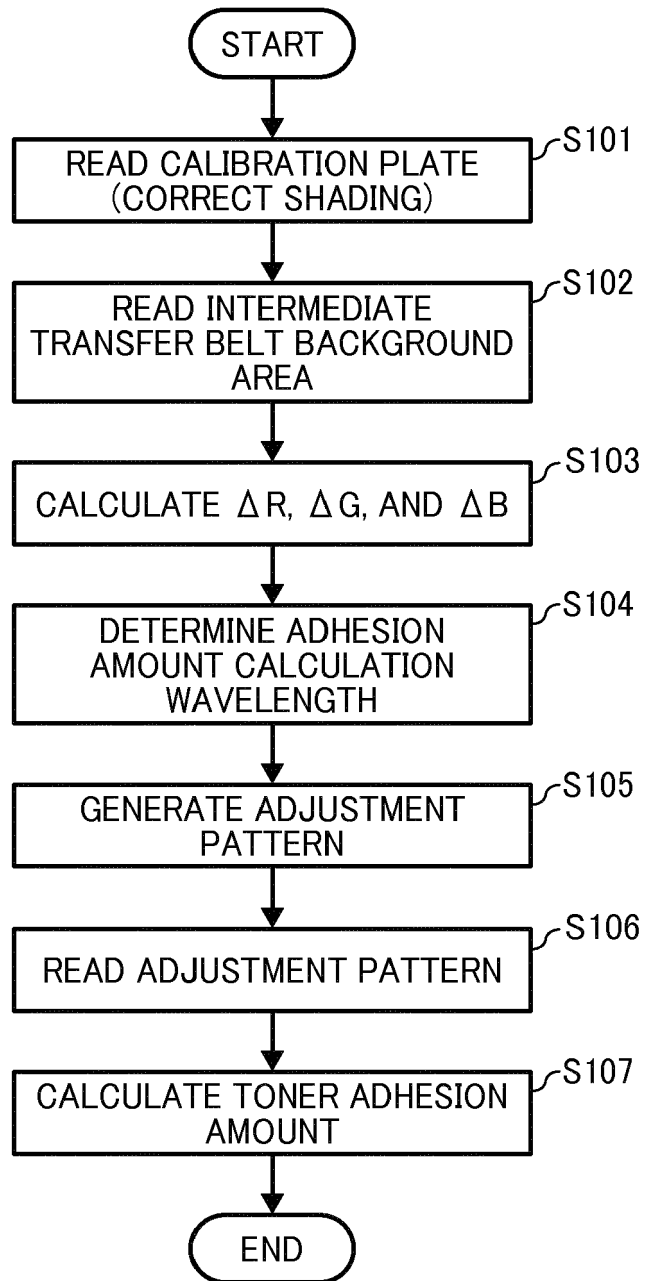 START
S101
READ CALIBRATION PLATE
(CORRECT SHADING)
S102
READ INTERMEDIATE
TRANSFER BELT BACKGROUND
AREA
S103
CALCULATE ΔR, ΔG, AND ΔB
S104
DETERMINE ADHESION
AMOUNT CALCULATION
WAVELENGTH
S105
GENERATE ADJUSTMENT
PATTERN
S106
READ ADJUSTMENT PATTERN
S107
CALCULATE TONER ADHESION
AMOUNT
END